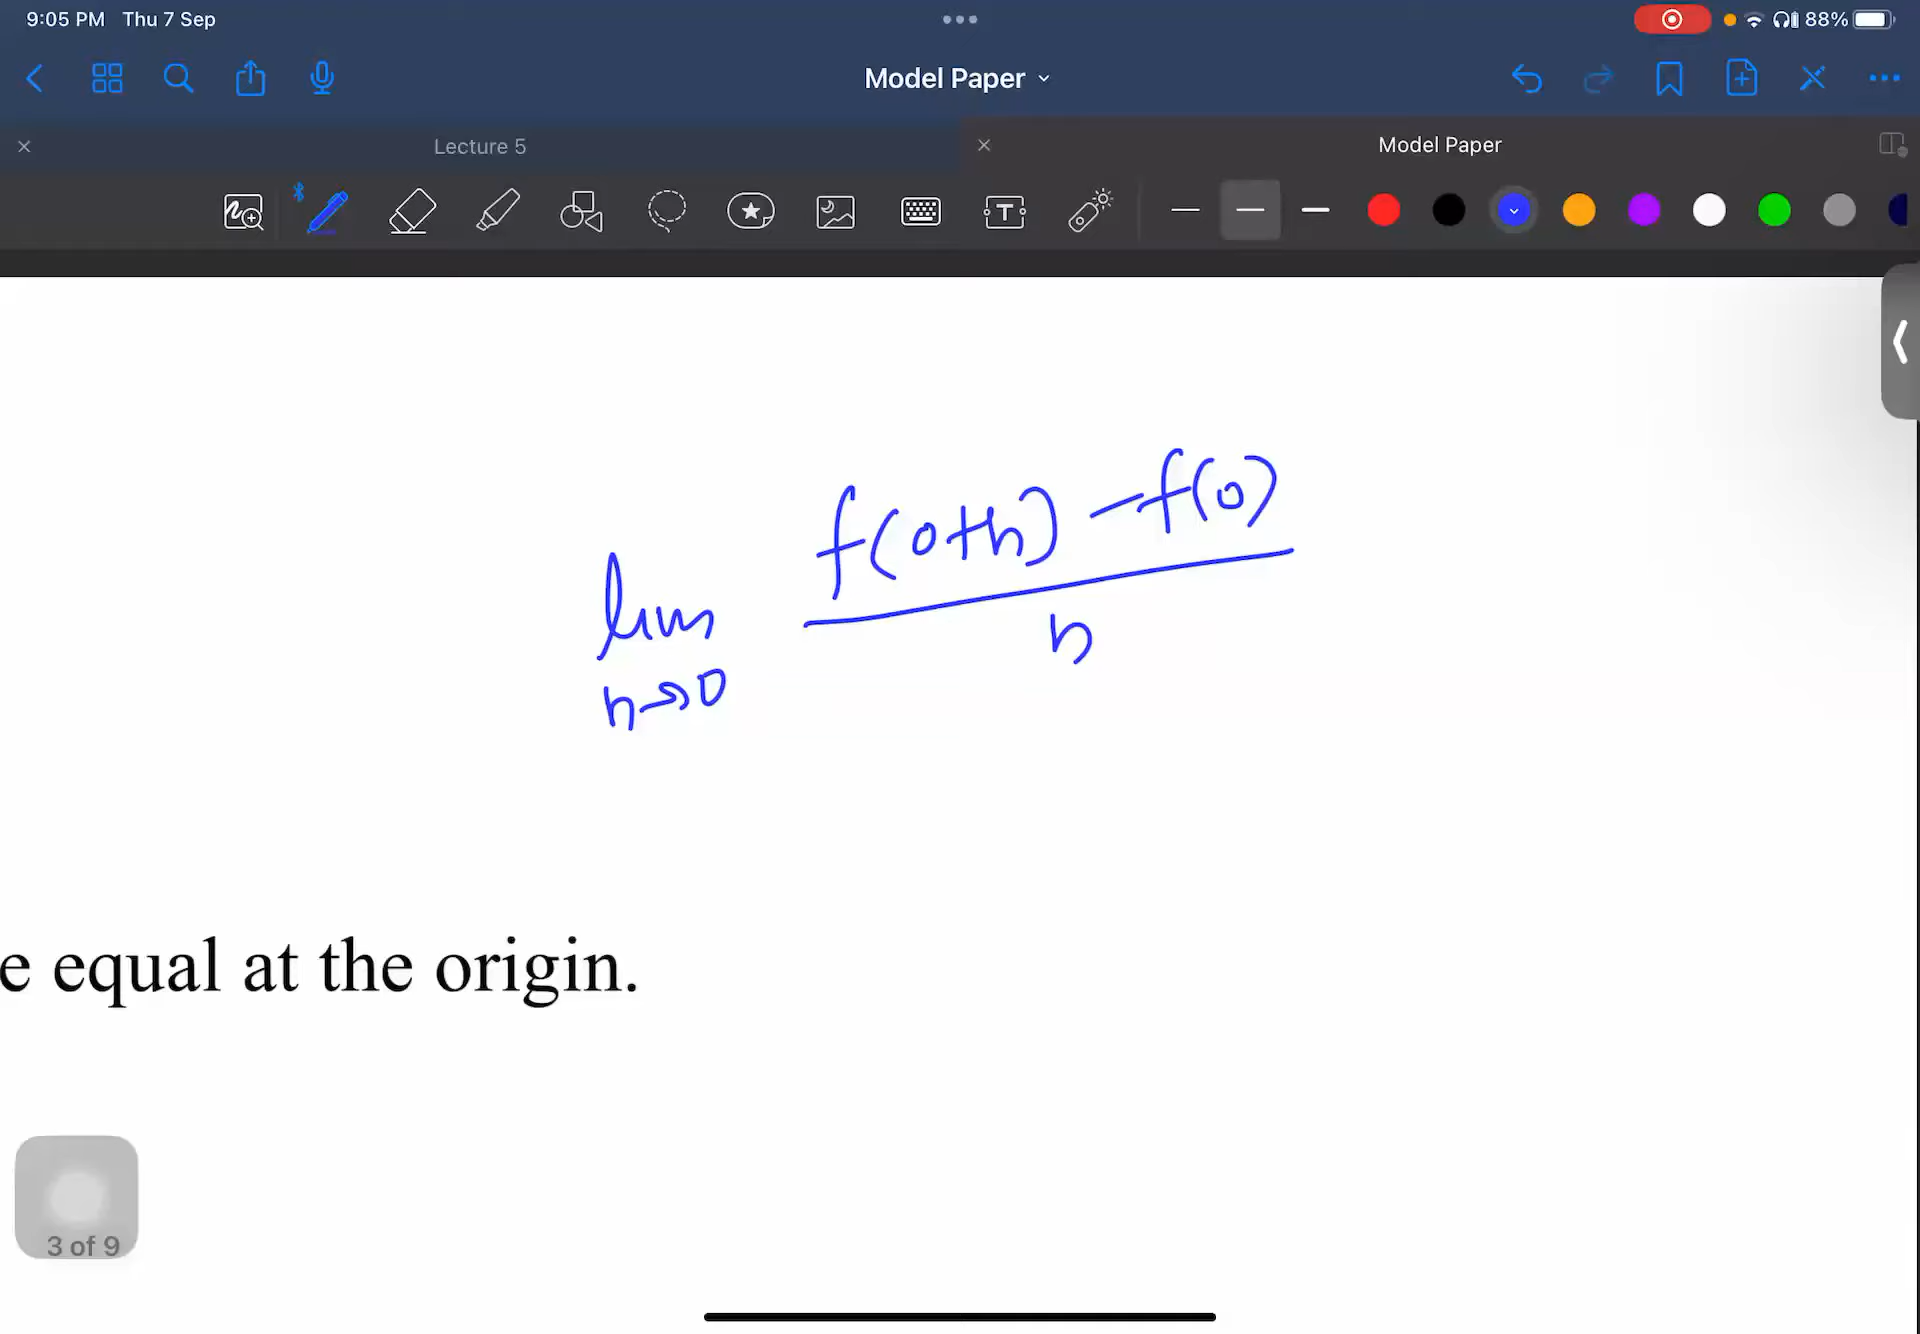 9:05 PM Thu 7 Sep
88%
Model Paper
Lecture 5
Model Paper
f(0+h) − f(0)
lim
h
h→0
e equal at the origin.
3 of 9